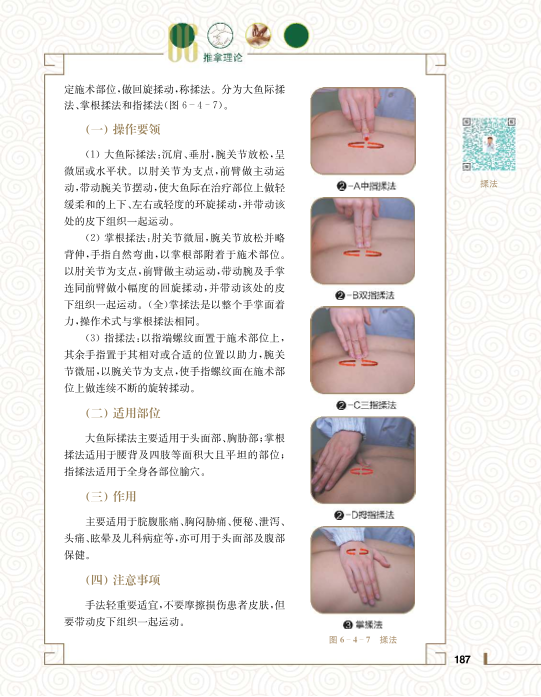 06
推拿理论
定施术部位,做回旋揉动,称揉法。分为大鱼际揉
法、掌根揉法和指揉法(图6-4-7)。
(一)操作要领
(1)大鱼际揉法:沉肩、垂肘,腕关节放松,呈
微屈或水平状。以肘关节为支点,前臂做主动运
动,带动腕关节摆动,使大鱼际在治疗部位上做轻
缓柔和的上下、左右或轻度的环旋揉动,并带动该
处的皮下组织一起运动。
(2)掌根揉法:肘关节微屈,腕关节放松并略
背伸,手指自然弯曲,以掌根部附着于施术部位。
以肘关节为支点,前臂做主动运动,带动腕及手掌
连同前臂做小幅度的回旋揉动,并带动该处的皮
下组织一起运动。(全)掌揉法是以整个手掌面着
力,操作术式与掌根揉法相同。
(3)指揉法:以指端螺纹面置于施术部位上,
其余手指置于其相对或合适的位置以助力,腕关
节微屈,以腕关节为支点,使手指螺纹面在施术部
位上做连续不断的旋转揉动。
(二)适用部位
大鱼际揉法主要适用于头面部、胸胁部;掌根
揉法适用于腰背及四肢等面积大且平坦的部位;
指揉法适用于全身各部位腧穴。
(三)作用
主要适用于脘腹胀痛、胸闷胁痛、便秘、泄泻、
头痛、眩晕及儿科病症等,亦可用于头面部及腹部
保健。
(四)注意事项
手法轻重要适宜,不要摩擦损伤患者皮肤,但
要带动皮下组织一起运动。
❷-A中指揉法
❷-B双指揉法
❷-C三指揉法
❷-D拇指揉法
❸掌揉法
图6-4-7 揉法
揉法
187